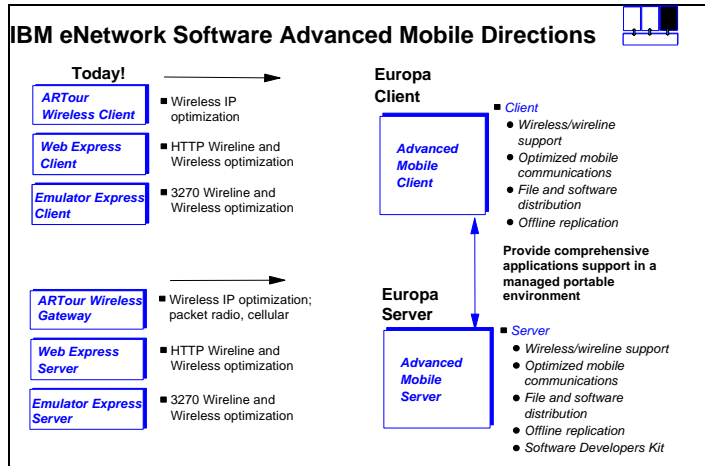 IBM eNetwork Software Advanced Mobile Directions
Today!
ARTour
Wireless Client
Wireless IP
optimization
Web Express
Client
HTTP Wireline and
Wireless optimization
Emulator Express
Client
3270 Wireline and
Wireless optimization
ARTour Wireless
Gateway
Wireless IP optimization;
packet radio, cellular
Web Express
Server
HTTP Wireline and
Wireless optimization
Emulator Express
Server
3270 Wireline and
Wireless optimization
Europa
Client
Advanced
Mobile
Client
Client
Wireless/wireline
support
Optimized mobile
communications
File and software
distribution
Offline replication
Provide comprehensive
applications support in a
managed portable
environment
Europa
Server
Advanced
Mobile
Server
Server
Wireless/wireline support
Optimized mobile
communications
File and software
distribution
Offline replication
Software Developers Kit